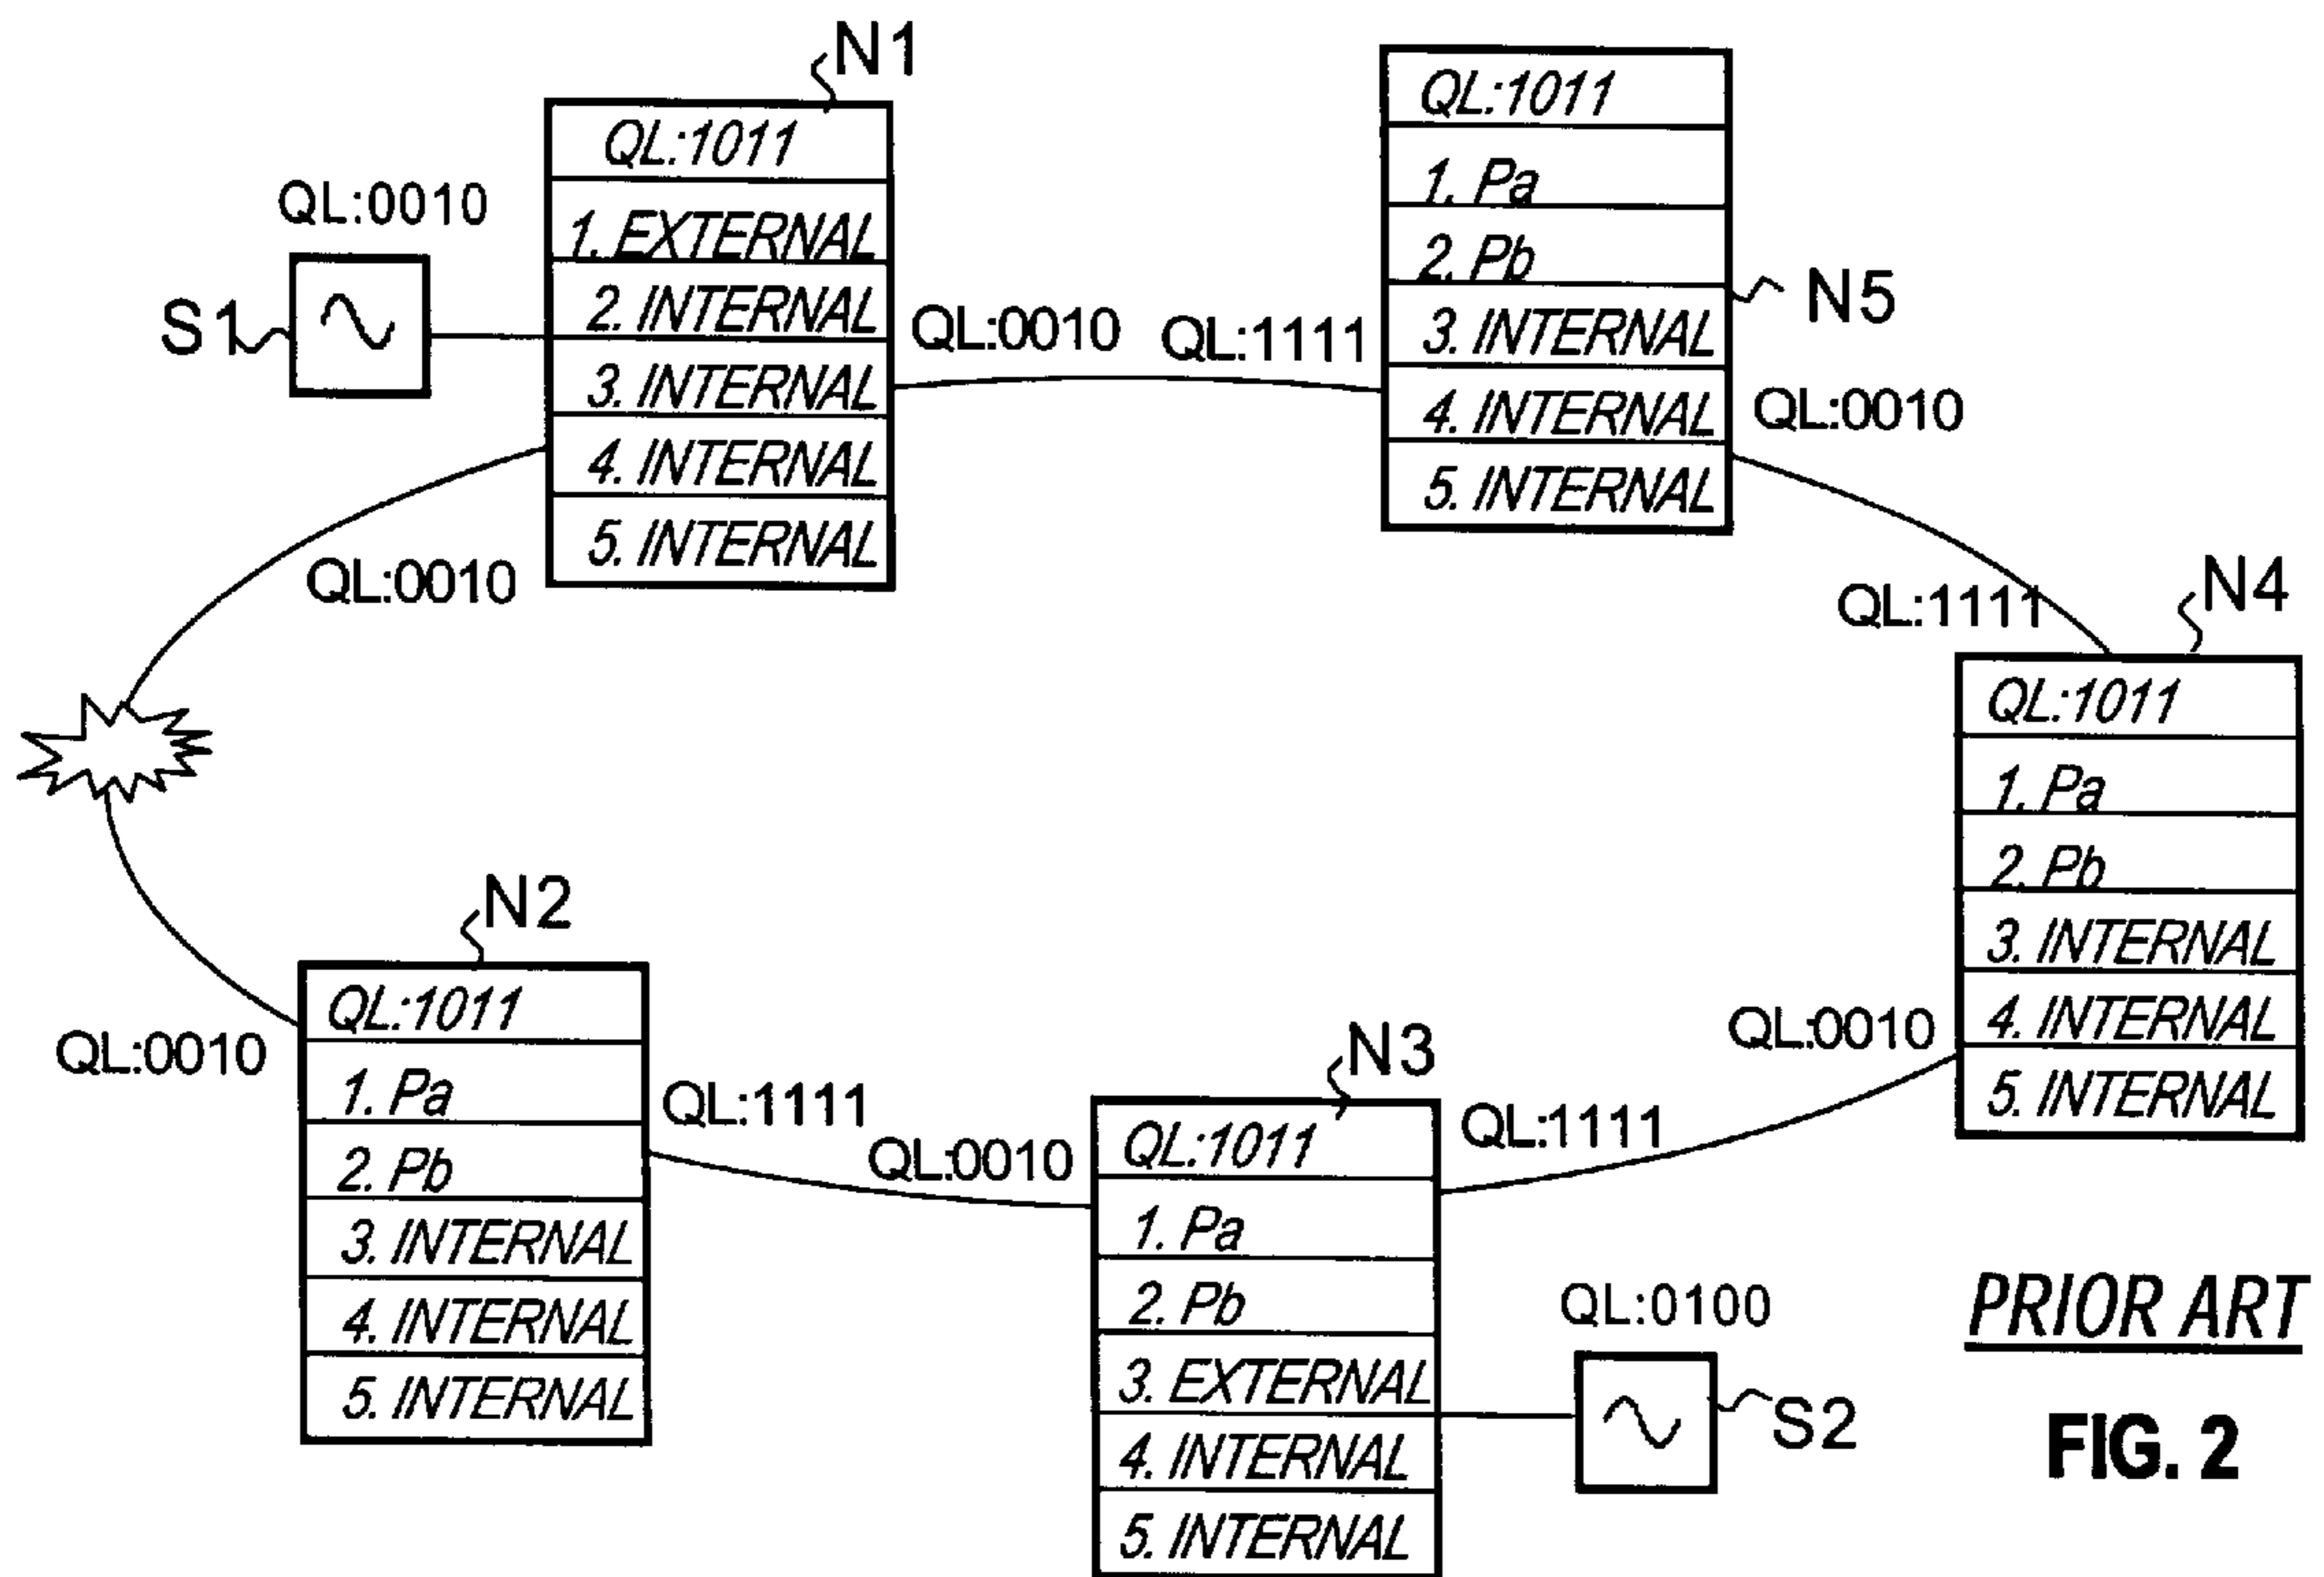 N1
QL:1011
1. EXTERNAL
2. INTERNAL
3. INTERNAL
4. INTERNAL
5. INTERNAL
QL:0010
S1
QL:0010
QL:0010
QL:1111
QL:1011
1. Pa
2. Pb
3. INTERNAL
4. INTERNAL
5. INTERNAL
N5
QL:0010
QL:1111
N4
QL:1011
1. Pa
2. Pb
3. INTERNAL
4. INTERNAL
5. INTERNAL
QL:0010
N2
QL:1011
1. Pa
2. Pb
3. INTERNAL
4. INTERNAL
5. INTERNAL
QL:0010
QL:1111
QL:0010
N3
QL:1011
1. Pa
2. Pb
3. EXTERNAL
4. INTERNAL
5. INTERNAL
QL:1111
QL:0100
S2
PRIOR ART
FIG. 2